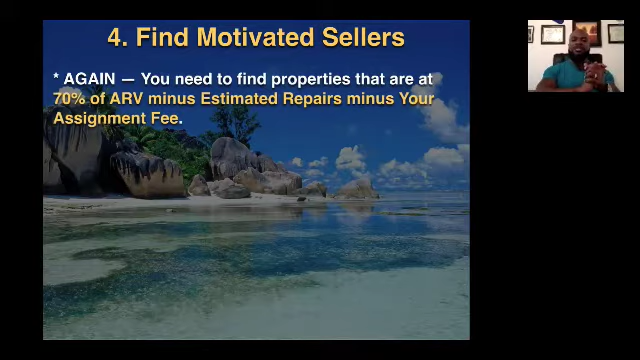 4. Find Motivated Sellers
* AGAIN — You need to find properties that are at
70% of ARV minus Estimated Repairs minus Your
Assignment Fee.